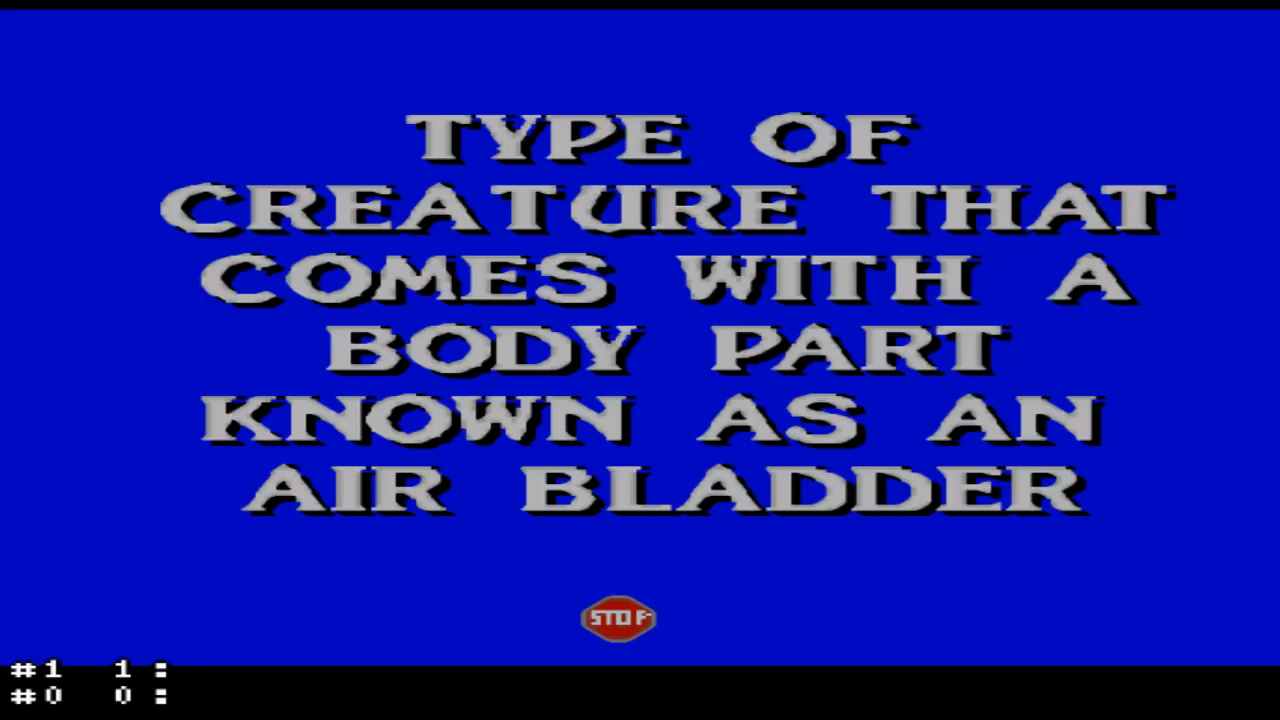 TYPE OF
CREATURE THAT
COMES WITH A
BODY PART
KNOWN AS AN
AIR BLADDER
STOP
#1 1 :
#0 0 :